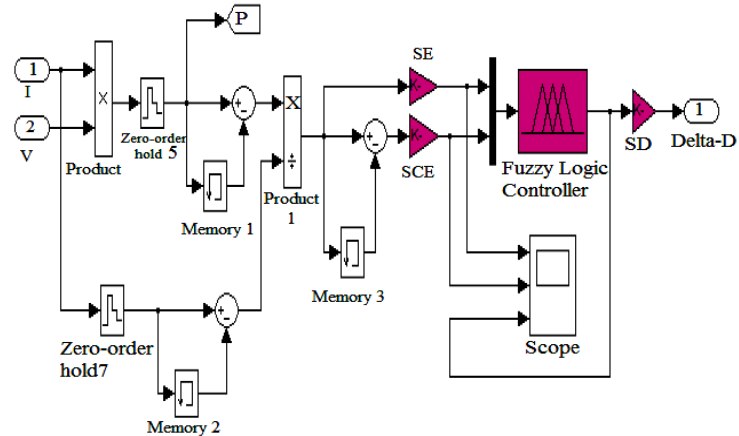 P
1
I
2
V
X
Product
Zero-order
hold 5
+
−
Memory 1
X
÷
Product
1
+
−
Memory 3
SE
K-
SCE
K-
Fuzzy Logic
Controller
K-
SD
1
Delta-D
Scope
Zero-order
hold7
+
−
Memory 2